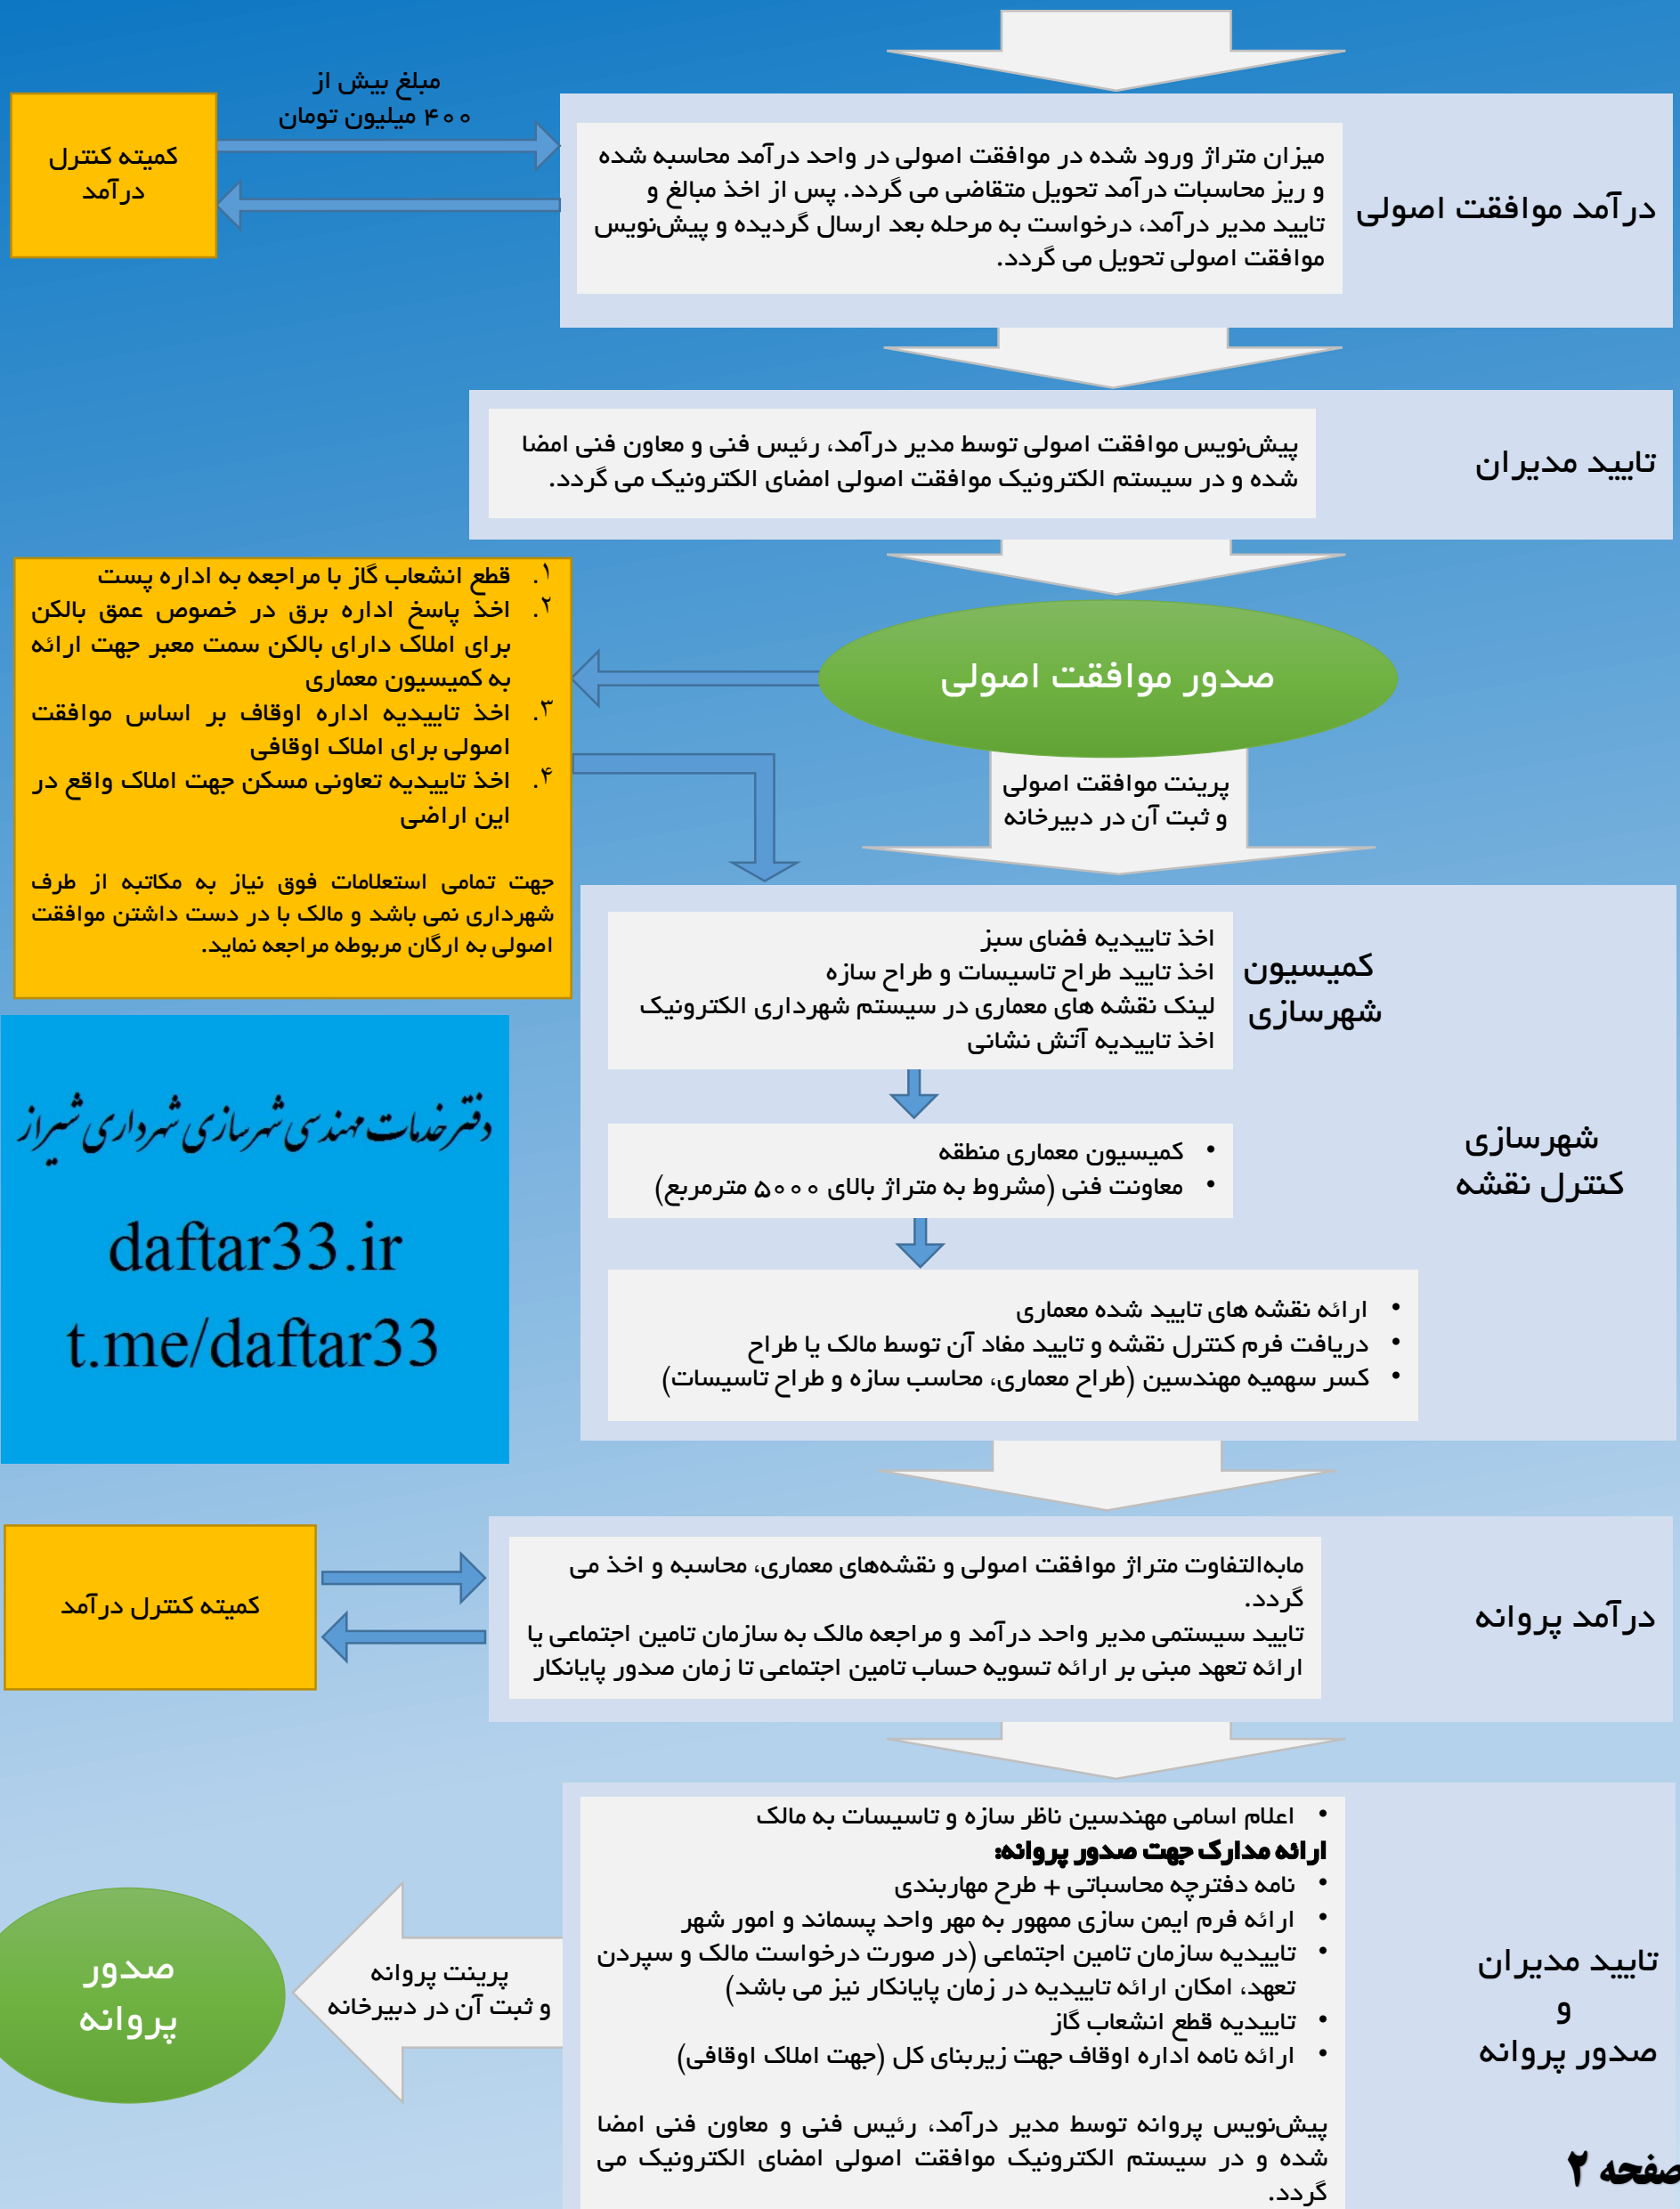 مبلغ بیش از
۴۰۰ میلیون تومان
کمیته کنترل
درآمد
درآمد موافقت اصولی
میزان متراژ ورود شده در موافقت اصولی در واحد درآمد محاسبه شده
و ریز محاسبات درآمد تحویل متقاضی می گردد. پس از اخذ مبالغ و
تایید مدیر درآمد، درخواست به مرحله بعد ارسال گردیده و پیش‌نویس
موافقت اصولی تحویل می گردد.
تایید مدیران
پیش‌نویس موافقت اصولی توسط مدیر درآمد، رئیس فنی و معاون فنی امضا
شده و در سیستم الکترونیک موافقت اصولی امضای الکترونیک می گردد.
صدور موافقت اصولی
۱. قطع انشعاب گاز با مراجعه به اداره پست
۲. اخذ پاسخ اداره برق در خصوص عمق بالکن
برای املاک دارای بالکن سمت معبر جهت ارائه
به کمیسیون معماری
۳. اخذ تاییدیه اداره اوقاف بر اساس موافقت
اصولی برای املاک اوقافی
۴. اخذ تاییدیه تعاونی مسکن جهت املاک واقع در
این اراضی
جهت تمامی استعلامات فوق نیاز به مکاتبه از طرف
شهرداری نمی باشد و مالک با در دست داشتن موافقت
اصولی به ارگان مربوطه مراجعه نماید.
پرینت موافقت اصولی
و ثبت آن در دبیرخانه
شهرسازی
کنترل نقشه
کمیسیون
شهرسازی
اخذ تاییدیه فضای سبز
اخذ تایید طراح تاسیسات و طراح سازه
لینک نقشه های معماری در سیستم شهرداری الکترونیک
اخذ تاییدیه آتش نشانی
• کمیسیون معماری منطقه
• معاونت فنی (مشروط به متراژ بالای ۵۰۰۰ مترمربع)
• ارائه نقشه های تایید شده معماری
• دریافت فرم کنترل نقشه و تایید مفاد آن توسط مالک یا طراح
• کسر سهمیه مهندسین (طراح معماری، محاسب سازه و طراح تاسیسات)
دفتر خدمات مهندسی شهرسازی شهرداری شیراز
daftar33.ir
t.me/daftar33
کمیته کنترل درآمد
درآمد پروانه
مابه‌التفاوت متراژ موافقت اصولی و نقشه‌های معماری، محاسبه و اخذ می
گردد.
تایید سیستمی مدیر واحد درآمد و مراجعه مالک به سازمان تامین اجتماعی یا
ارائه تعهد مبنی بر ارائه تسویه حساب تامین اجتماعی تا زمان صدور پایانکار
تایید مدیران
و
صدور پروانه
• اعلام اسامی مهندسین ناظر سازه و تاسیسات به مالک
ارائه مدارک جهت صدور پروانه:
• نامه دفترچه محاسباتی + طرح مهاربندی
• ارائه فرم ایمن سازی ممهور به مهر واحد پسماند و امور شهر
• تاییدیه سازمان تامین اجتماعی (در صورت درخواست مالک و سپردن
تعهد، امکان ارائه تاییدیه در زمان پایانکار نیز می باشد)
• تاییدیه قطع انشعاب گاز
• ارائه نامه اداره اوقاف جهت زیربنای کل (جهت املاک اوقافی)
پیش‌نویس پروانه توسط مدیر درآمد، رئیس فنی و معاون فنی امضا
شده و در سیستم الکترونیک موافقت اصولی امضای الکترونیک می
گردد.
پرینت پروانه
و ثبت آن در دبیرخانه
صدور
پروانه
صفحه ۲